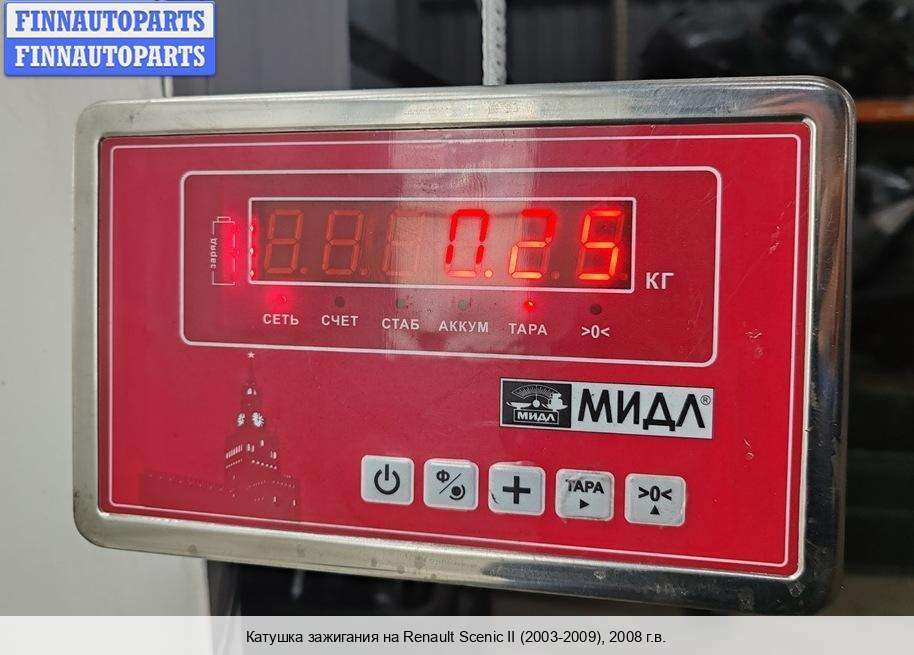 FINNAUTOPARTS
FINNAUTOPARTS
заряд
0.25
КГ
СЕТЬ СЧЕТ СТАБ АККУМ ТАРА >0<
МИДЛ МИДЛ®
Ф ТАРА >0<
Катушка зажигания на Renault Scenic II (2003-2009), 2008 г.в.